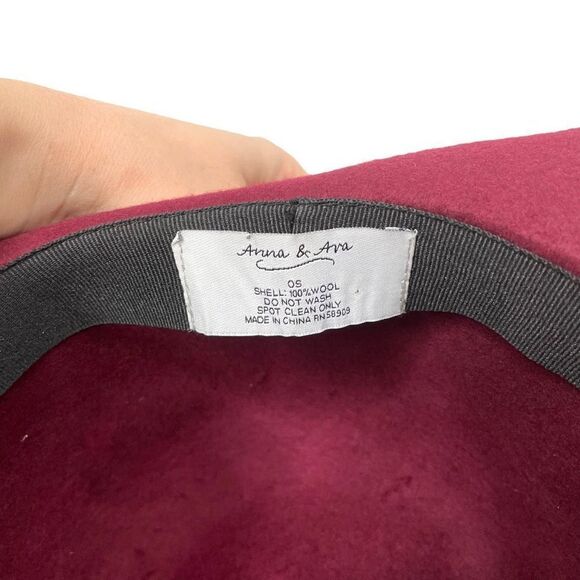 Anna & Ava
OS
SHELL: 100% WOOL
DO NOT WASH
SPOT CLEAN ONLY
MADE IN CHINA RN58909